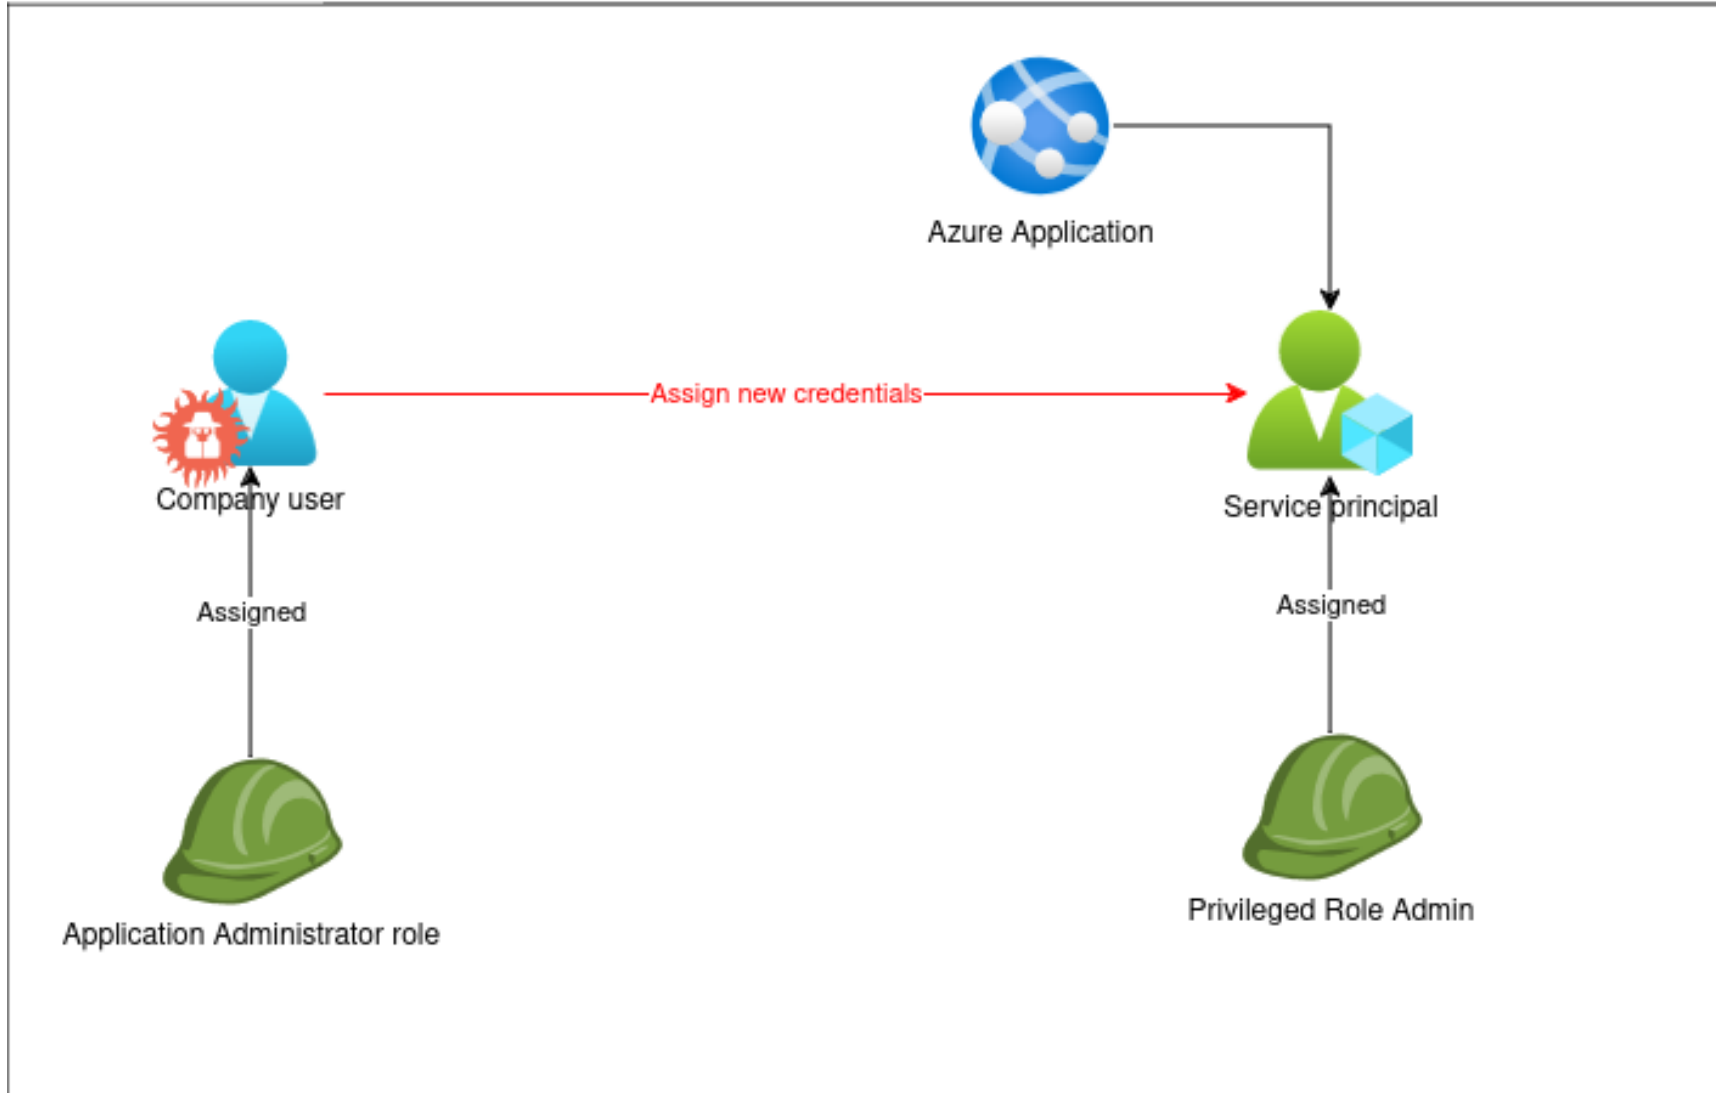 Azure Application
Assign new credentials
Company user
Service principal
Assigned
Assigned
Application Administrator role
Privileged Role Admin